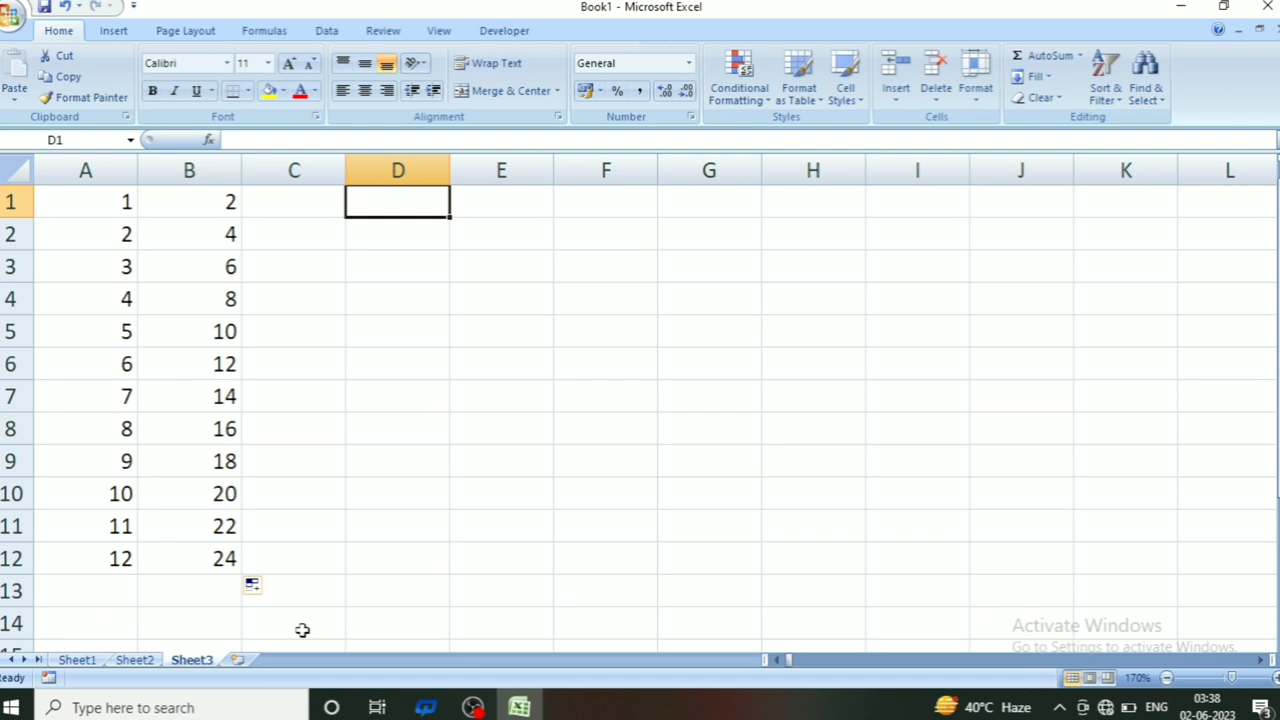 Book1 - Microsoft Excel
Home Insert Page Layout Formulas Data Review View Developer
Paste
Cut
Copy
Format Painter
Clipboard
Calibri 11
B I U A
Font
Wrap Text
Merge & Center
Alignment
General
% ,
Number
Conditional Formatting
Format as Table
Cell Styles
Styles
Insert Delete Format
Cells
Σ AutoSum
Fill
Clear
Sort & Filter
Find & Select
Editing
D1 fx
A B C D E F G H I J K L
1 1 2
2 2 4
3 3 6
4 4 8
5 5 10
6 6 12
7 7 14
8 8 16
9 9 18
10 10 20
11 11 22
12 12 24
13
14
Activate Windows
Go to Settings to activate Windows.
Sheet1 Sheet2 Sheet3
eady 170%
Type here to search 40°C Haze ENG 03:38
02-06-2023 3